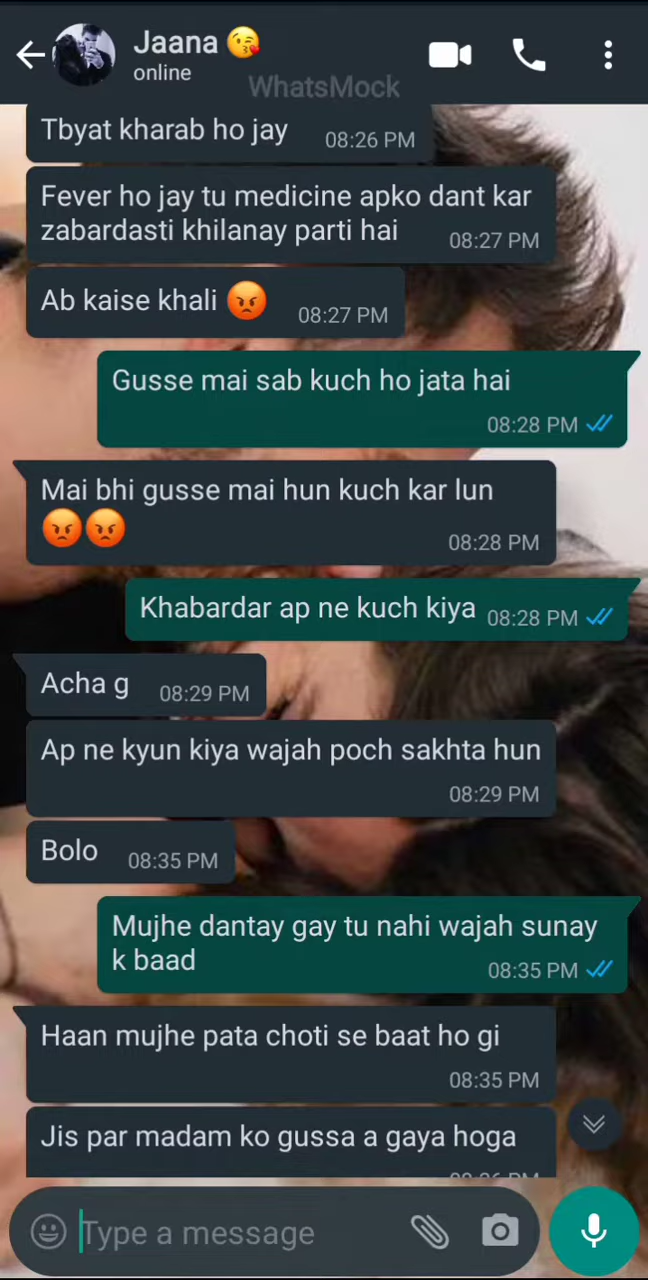 Jaana 😘
online
WhatsMock
Tbyat kharab ho jay 08:26 PM
Fever ho jay tu medicine apko dant kar
zabardasti khilanay parti hai 08:27 PM
Ab kaise khali 😡 08:27 PM
Gusse mai sab kuch ho jata hai
08:28 PM
Mai bhi gusse mai hun kuch kar lun
😡😡 08:28 PM
Khabardar ap ne kuch kiya 08:28 PM
Acha g 08:29 PM
Ap ne kyun kiya wajah poch sakhta hun
08:29 PM
Bolo 08:35 PM
Mujhe dantay gay tu nahi wajah sunay
k baad 08:35 PM
Haan mujhe pata choti se baat ho gi
08:35 PM
Jis par madam ko gussa a gaya hoga
08:36 PM
Type a message